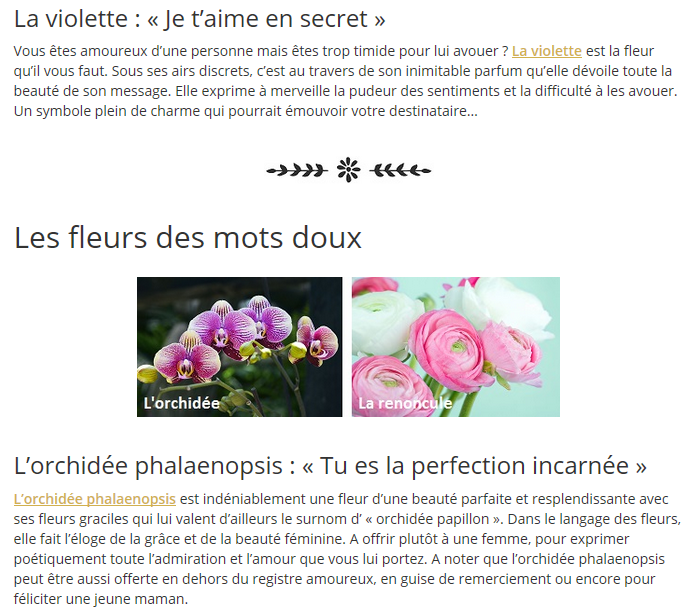 La violette : « Je t’aime en secret »
Vous êtes amoureux d’une personne mais êtes trop timide pour lui avouer ? La violette est la fleur
qu’il vous faut. Sous ses airs discrets, c’est au travers de son inimitable parfum qu’elle dévoile toute la
beauté de son message. Elle exprime à merveille la pudeur des sentiments et la difficulté à les avouer.
Un symbole plein de charme qui pourrait émouvoir votre destinataire…
Les fleurs des mots doux
L'orchidée
La renoncule
L’orchidée phalaenopsis : « Tu es la perfection incarnée »
L’orchidée phalaenopsis est indéniablement une fleur d’une beauté parfaite et resplendissante avec
ses fleurs graciles qui lui valent d’ailleurs le surnom d’ « orchidée papillon ». Dans le langage des fleurs,
elle fait l’éloge de la grâce et de la beauté féminine. A offrir plutôt à une femme, pour exprimer
poétiquement toute l’admiration et l’amour que vous lui portez. A noter que l’orchidée phalaenopsis
peut être aussi offerte en dehors du registre amoureux, en guise de remerciement ou encore pour
féliciter une jeune maman.